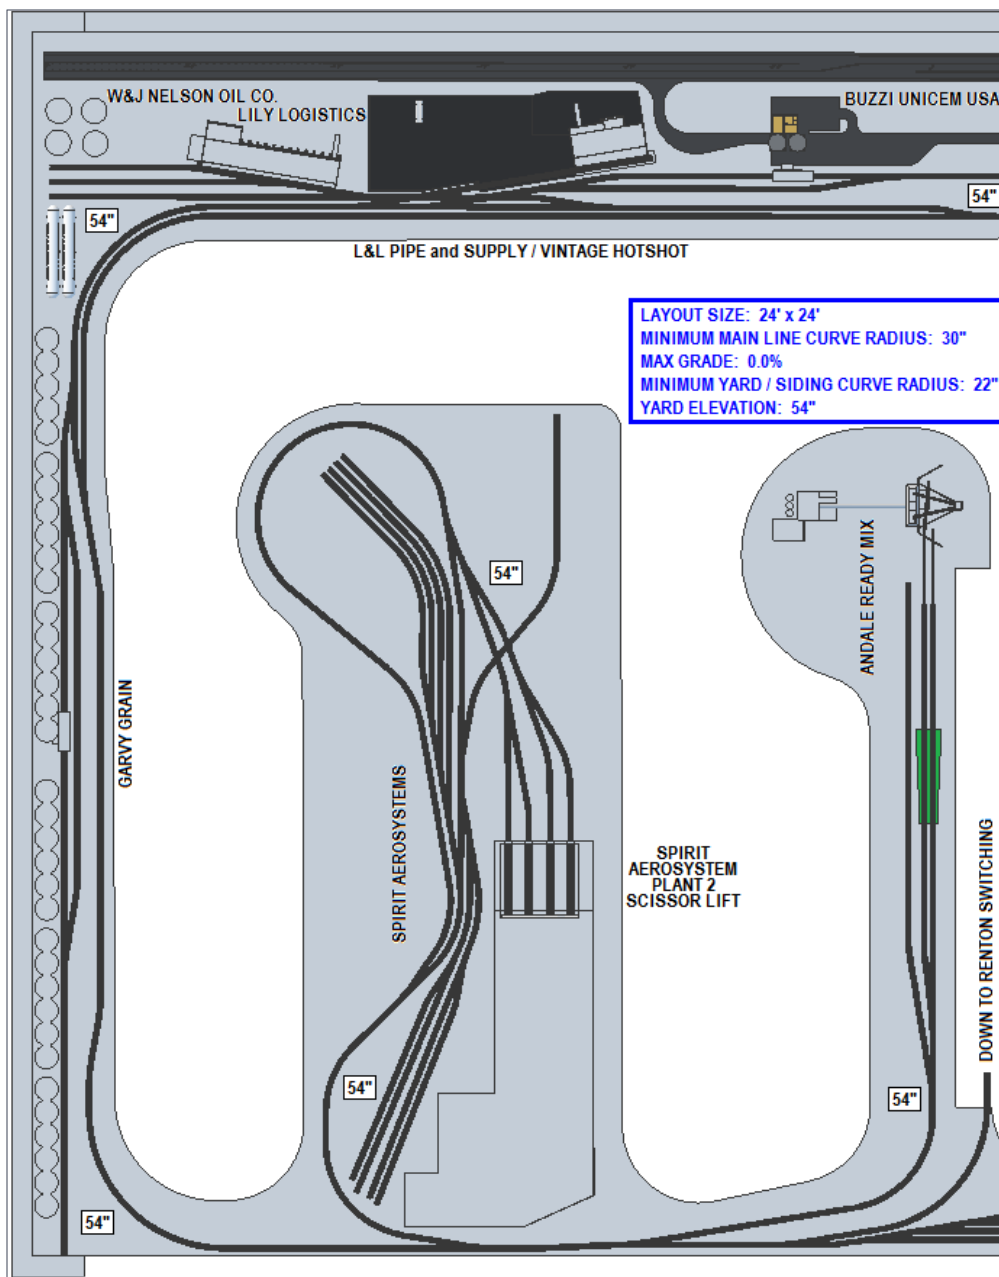 W&J NELSON OIL CO.
LILY LOGISTICS
BUZZI UNICEM USA
54"
54"
L&L PIPE and SUPPLY / VINTAGE HOTSHOT
LAYOUT SIZE: 24' x 24'
MINIMUM MAIN LINE CURVE RADIUS: 30"
MAX GRADE: 0.0%
MINIMUM YARD / SIDING CURVE RADIUS: 22"
YARD ELEVATION: 54"
54"
ANDALE READY MIX
GARVY GRAIN
SPIRIT AEROSYSTEMS
SPIRIT
AEROSYSTEM
PLANT 2
SCISSOR LIFT
DOWN TO RENTON SWITCHING
54"
54"
54"